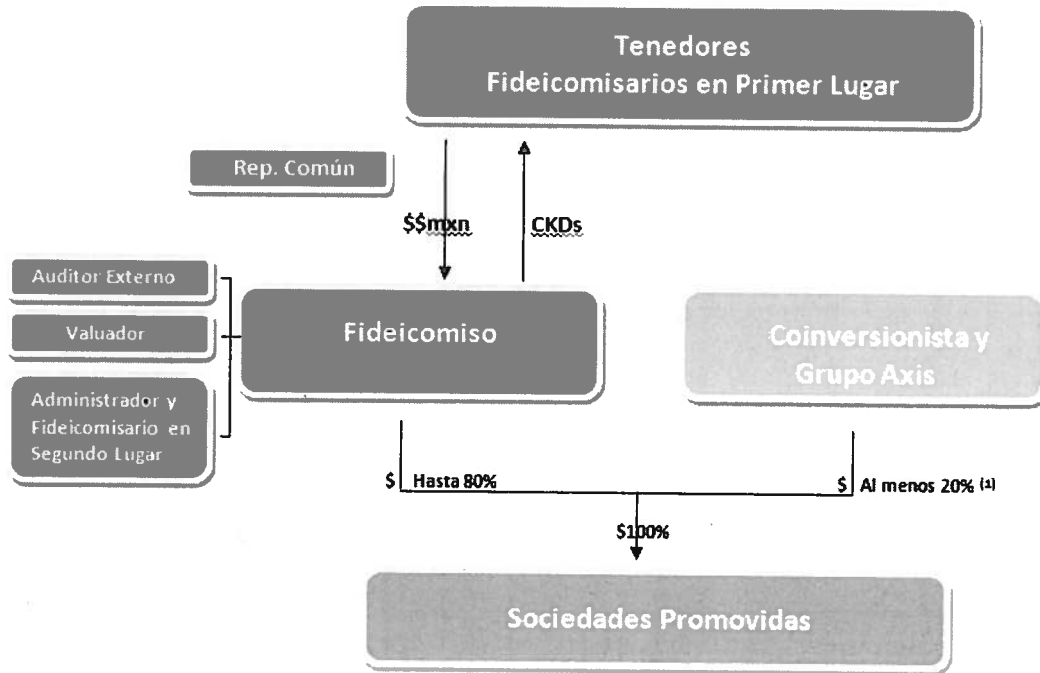 Tenedores
Fideicomisarios en Primer Lugar
Rep. Común
$$mxn
CKDs
Auditor Externo
Valuador
Administrador y
Fideicomisario en
Segundo Lugar
Fideicomiso
Coinversionista y
Grupo Axis
$ Hasta 80%
$ Al menos 20% (1)
$100%
Sociedades Promovidas